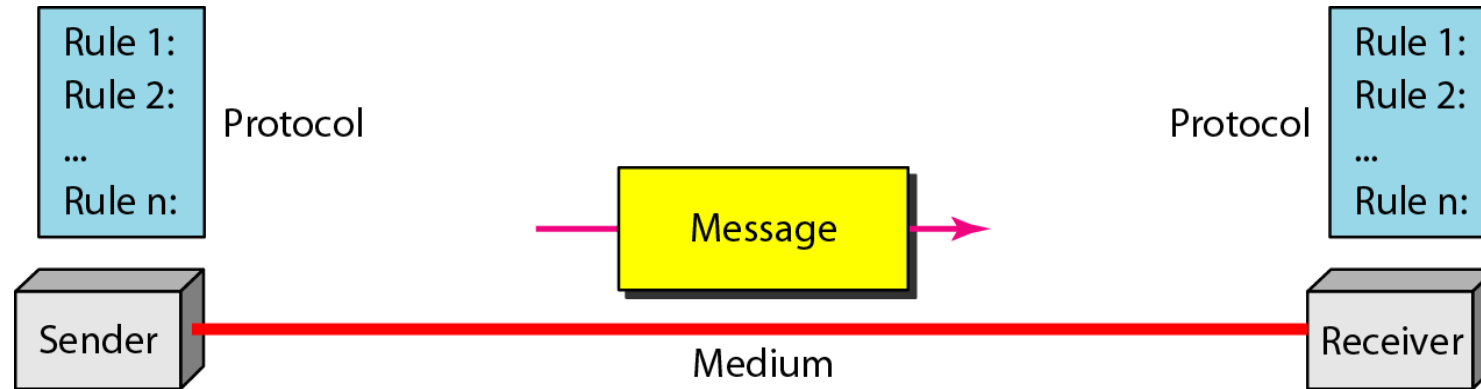 Rule 1:
Rule 2:
...
Rule n:
Protocol
Message
Protocol
Rule 1:
Rule 2:
...
Rule n:
Sender
Medium
Receiver